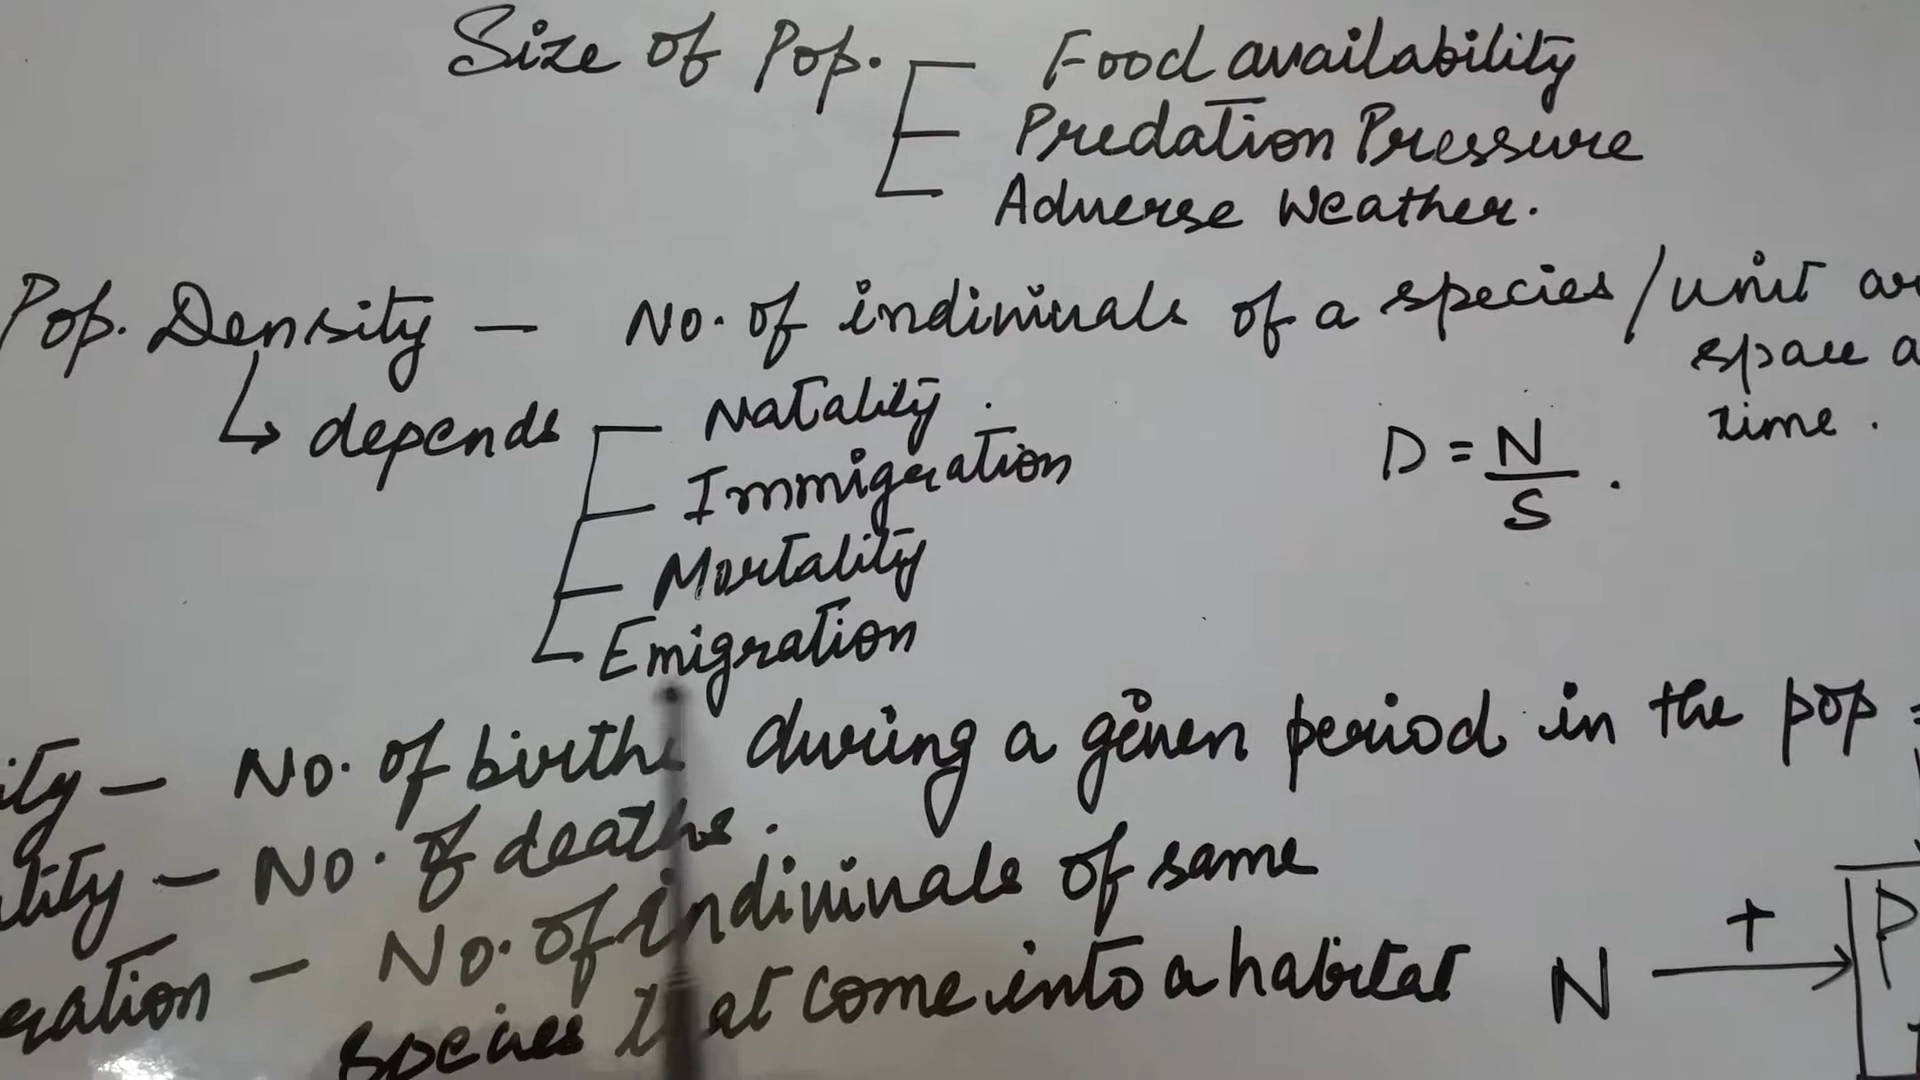 Size of Pop. Food availability
Predation Pressure
Adverse Weather.
Pop. Density — No. of individuals of a species/unit
space
time.
depends Natality
Immigration
Mortality
Emigration
D = N
S
No. of births during a given period in the pop
No. of deaths.
No. of individuals of same
species that come into a habitat N + P